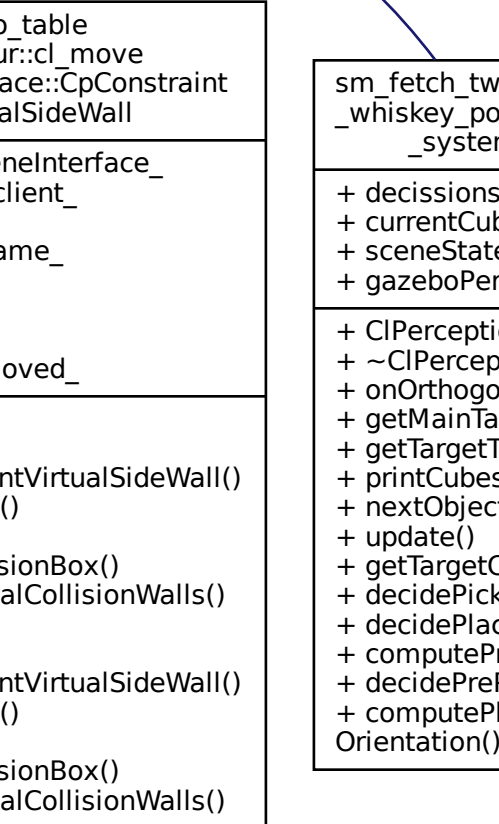 o_table
ur::cl_move
ace::CpConstraint
alSideWall
eneInterface_
client_
ame_
oved_
ntVirtualSideWall()
()
sionBox()
alCollisionWalls()
ntVirtualSideWall()
()
sionBox()
alCollisionWalls()
sm_fetch_tw
_whiskey_po
_system
+ decissions
+ currentCub
+ sceneState
+ gazeboPer
+ ClPercepti
+ ~ClPercep
+ onOrthogo
+ getMainTa
+ getTargetT
+ printCubes
+ nextObject
+ update()
+ getTargetC
+ decidePick
+ decidePlac
+ computePr
+ decidePreP
+ computePl
Orientation()